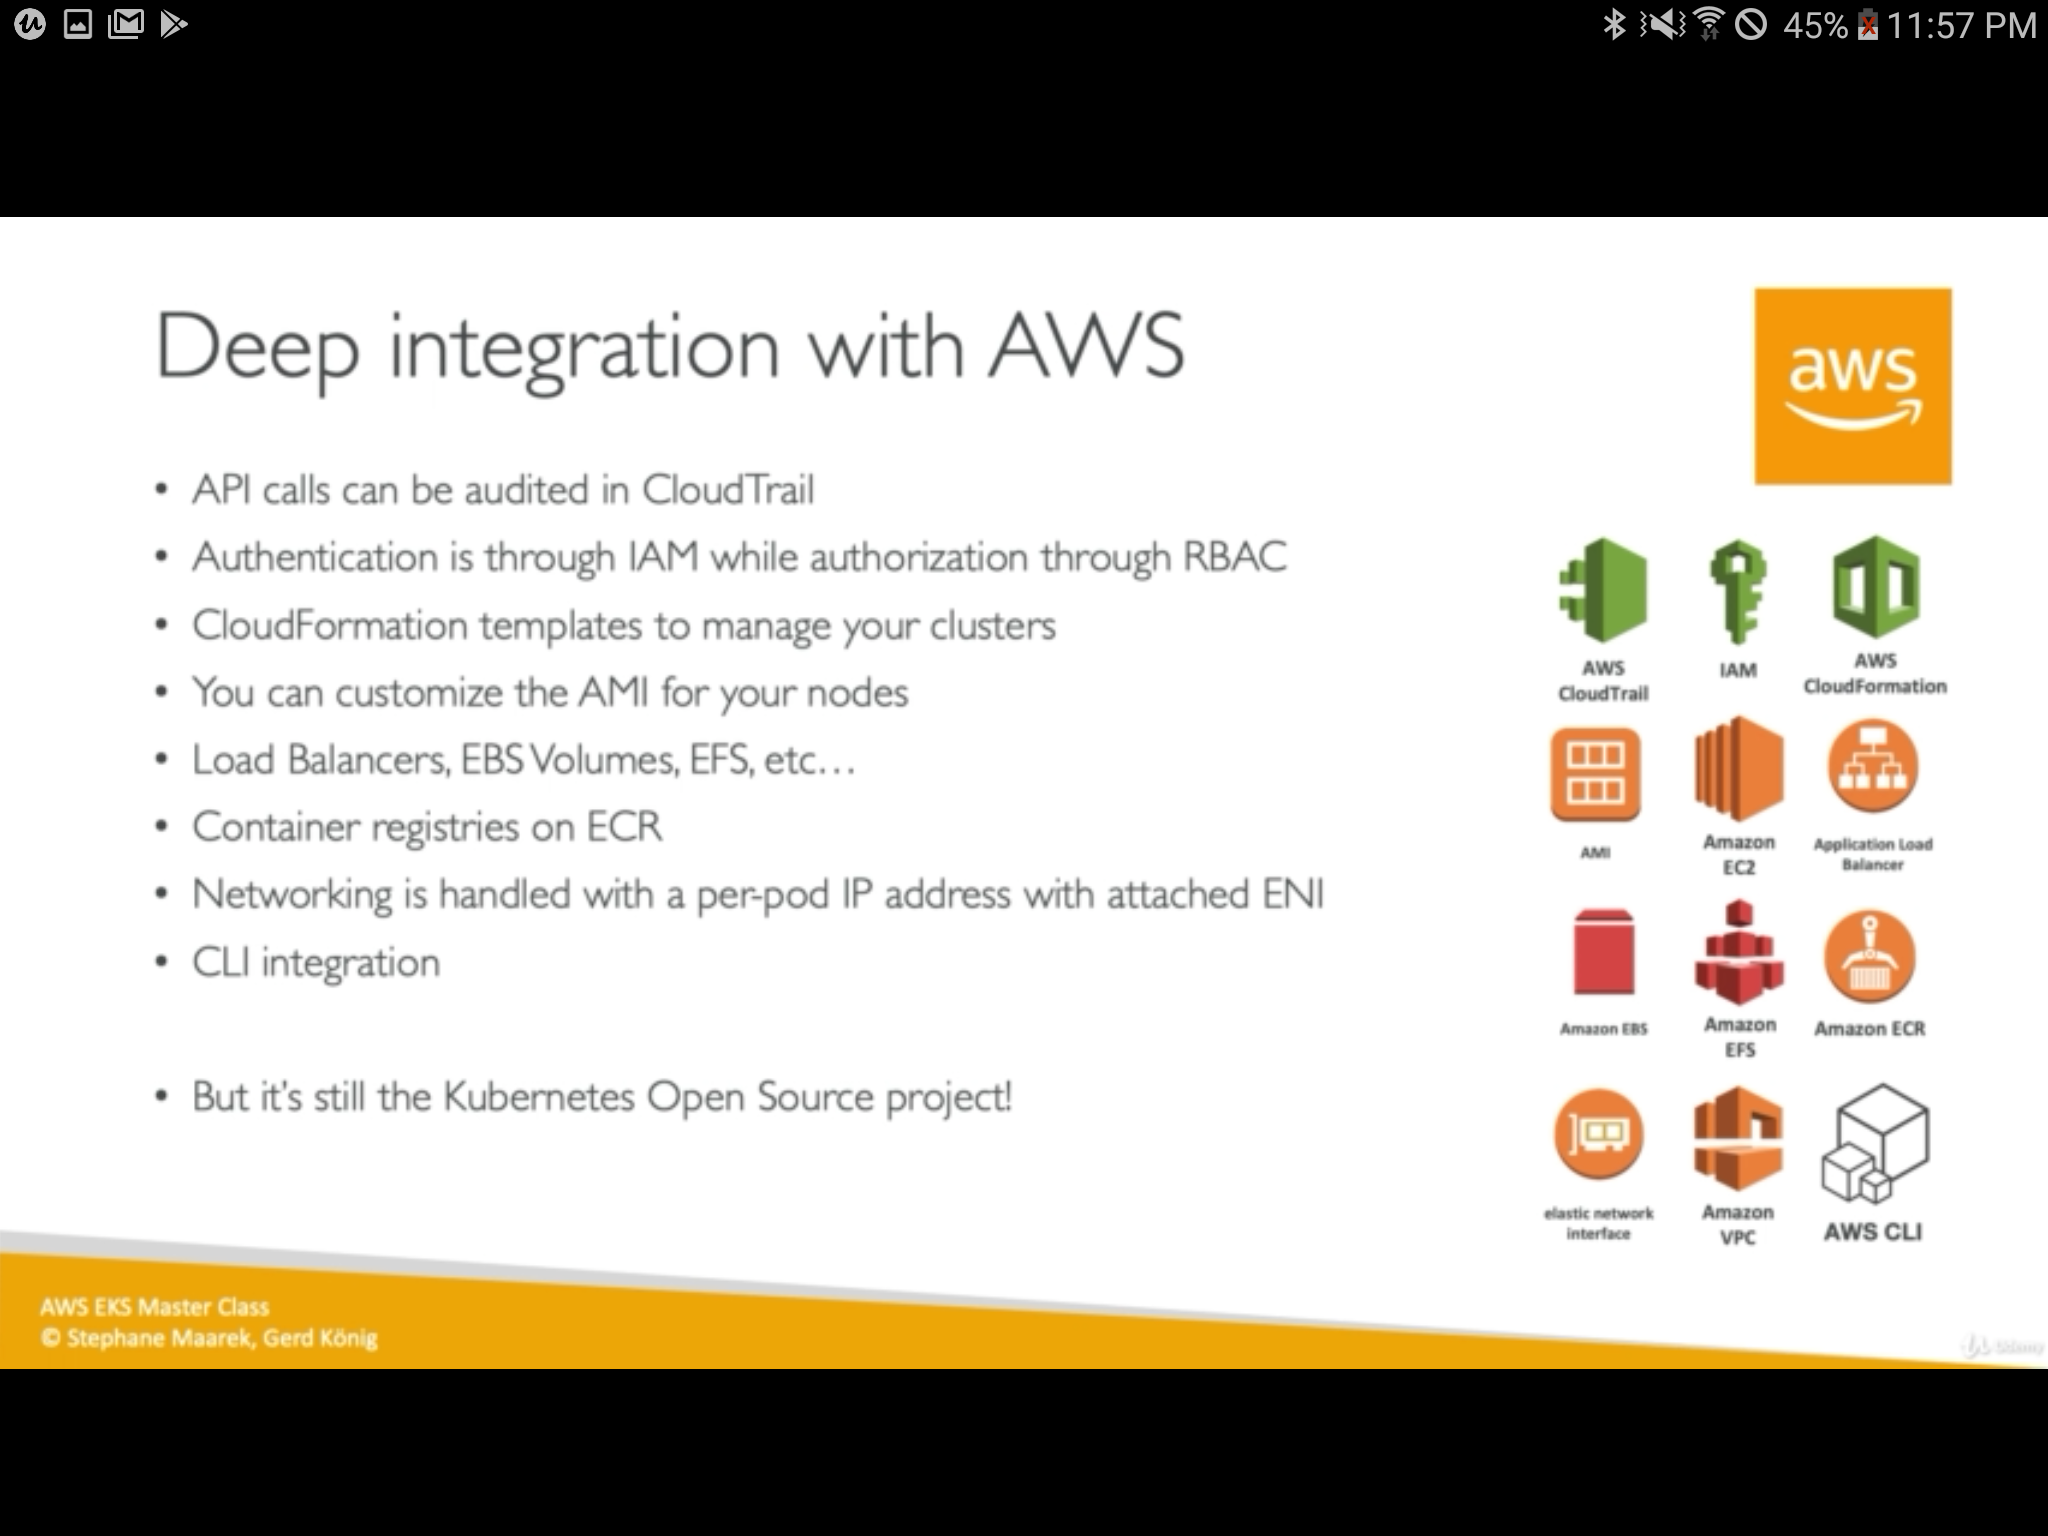 45% 11:57 PM
Deep integration with AWS
aws
• API calls can be audited in CloudTrail
• Authentication is through IAM while authorization through RBAC
• CloudFormation templates to manage your clusters
• You can customize the AMI for your nodes
• Load Balancers, EBS Volumes, EFS, etc…
• Container registries on ECR
• Networking is handled with a per-pod IP address with attached ENI
• CLI integration
• But it's still the Kubernetes Open Source project!
AWS
CloudTrail
IAM
AWS
CloudFormation
AMI
Amazon
EC2
Application Load
Balancer
Amazon EBS
Amazon
EFS
Amazon ECR
elastic network
interface
Amazon
VPC
AWS CLI
AWS EKS Master Class
© Stephane Maarek, Gerd König
Udemy